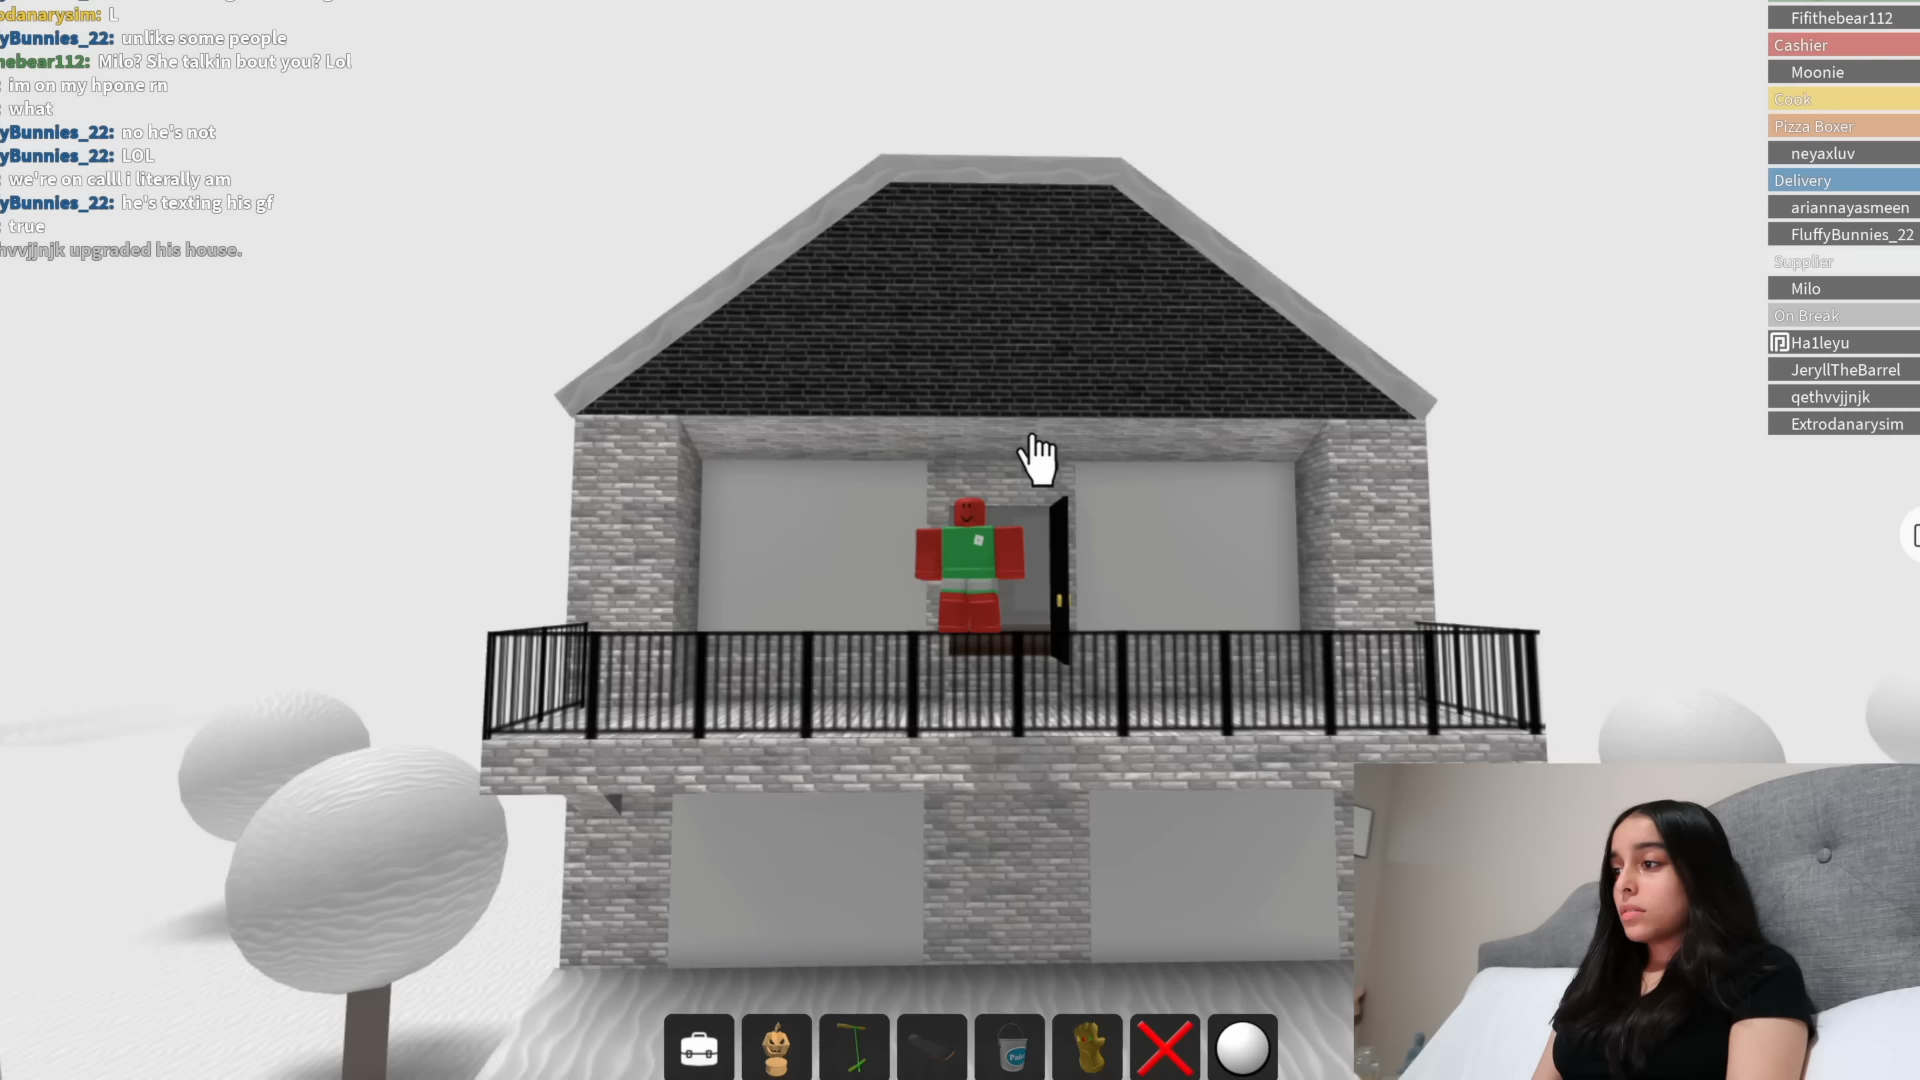 odanarysim: L
yBunnies_22: unlike some people
hebear112: Milo? She talkin bout you? Lol
: im on my hpone rn
: what
yBunnies_22: no he's not
yBunnies_22: LOL
: we're on calll i literally am
yBunnies_22: he's texting his gf
: true
hvvjjnjk upgraded his house.
Fifithebear112
Cashier
Moonie
Cook
Pizza Boxer
neyaxluv
Delivery
ariannayasmeen
FluffyBunnies_22
Supplier
Milo
On Break
Ha1leyu
JeryllTheBarrel
qethvvjjnjk
Extrodanarysim